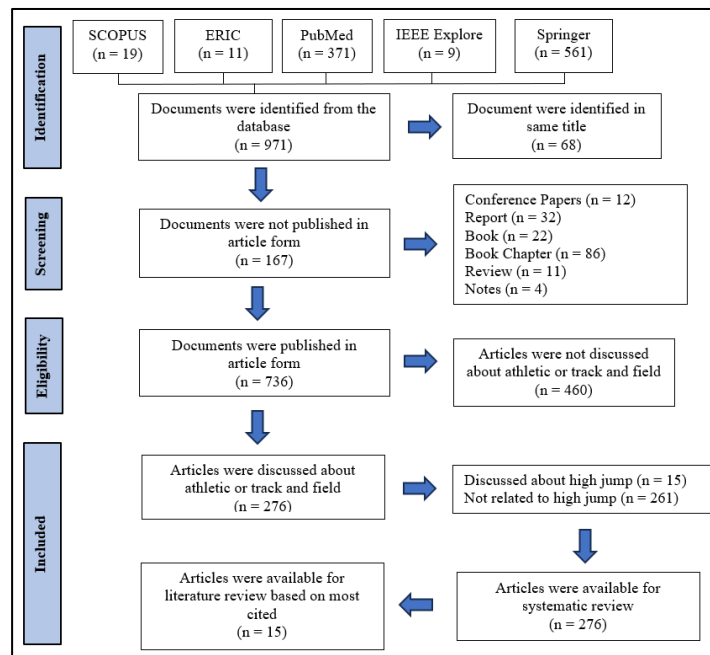 SCOPUS
(n = 19)
ERIC
(n = 11)
PubMed
(n = 371)
IEEE Explore
(n = 9)
Springer
(n = 561)
Identification
Documents were identified from the
database
(n = 971)
Document were identified in
same title
(n = 68)
Screening
Documents were not published in
article form
(n = 167)
Conference Papers (n = 12)
Report (n = 32)
Book (n = 22)
Book Chapter (n = 86)
Review (n = 11)
Notes (n = 4)
Eligibility
Documents were published in
article form
(n = 736)
Articles were not discussed
about athletic or track and field
(n = 460)
Included
Articles were discussed about
athletic or track and field
(n = 276)
Discussed about high jump (n = 15)
Not related to high jump (n = 261)
Articles were available for
literature review based on most
cited
(n = 15)
Articles were available for
systematic review
(n = 276)